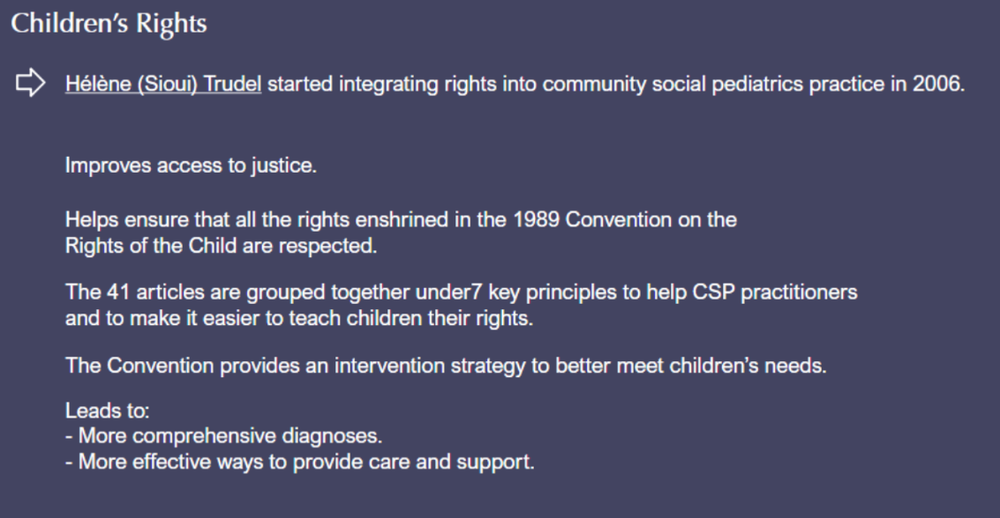 Children's Rights
Hélène (Sioui) Trudel started integrating rights into community social pediatrics practice in 2006.
Improves access to justice.
Helps ensure that all the rights enshrined in the 1989 Convention on the
Rights of the Child are respected.
The 41 articles are grouped together under7 key principles to help CSP practitioners
and to make it easier to teach children their rights.
The Convention provides an intervention strategy to better meet children's needs.
Leads to:
- More comprehensive diagnoses.
- More effective ways to provide care and support.